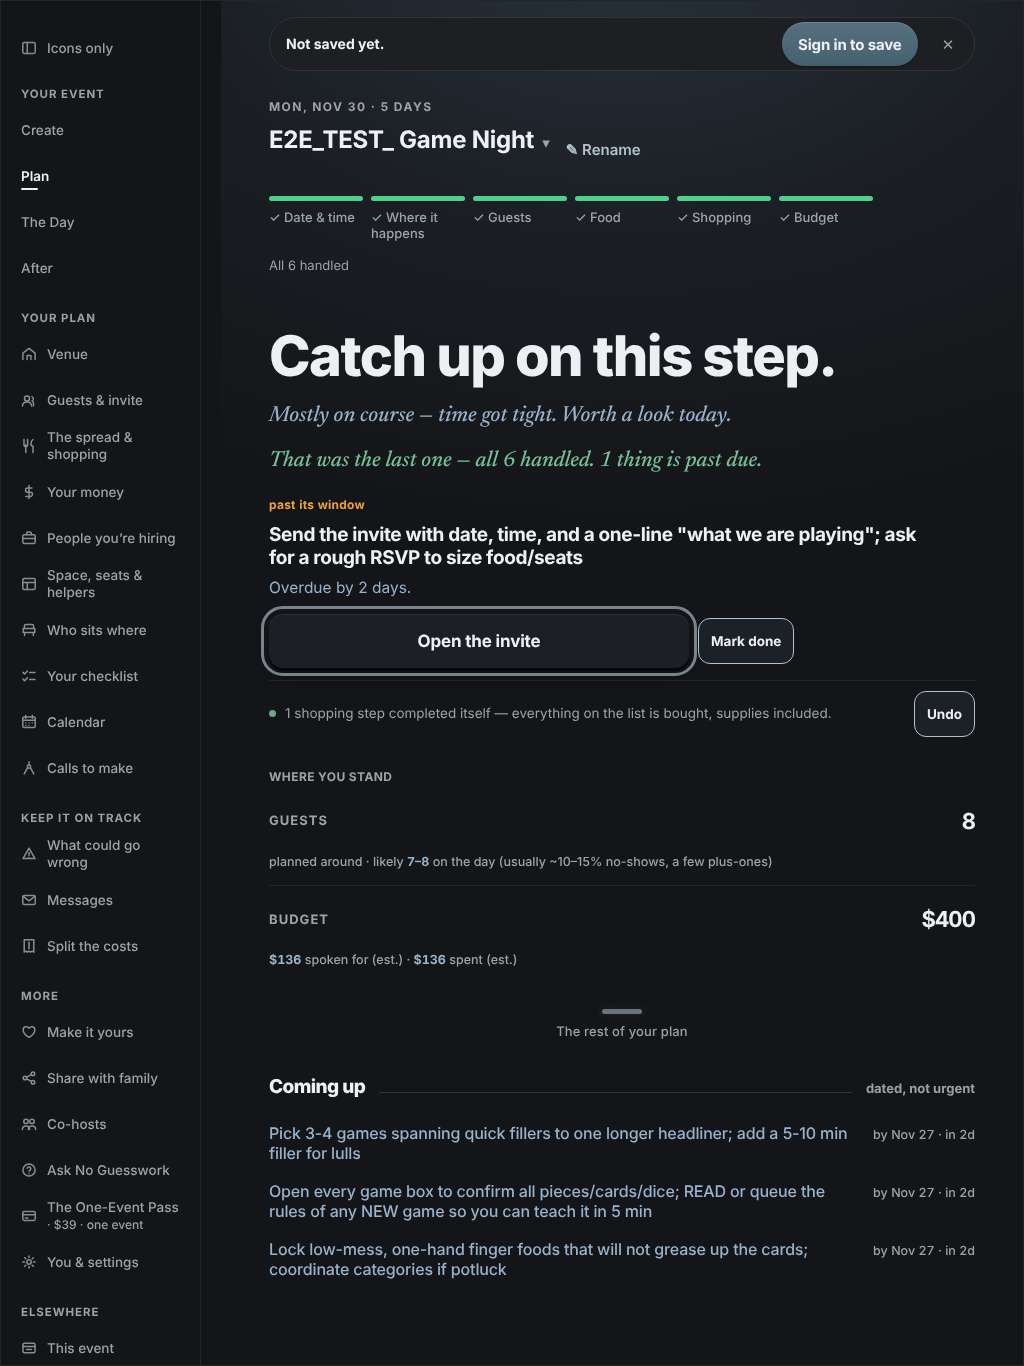 Icons only
YOUR EVENT
Create
Plan
The Day
After
YOUR PLAN
Venue
Guests & invite
The spread &
shopping
Your money
People you're hiring
Space, seats &
helpers
Who sits where
Your checklist
Calendar
Calls to make
KEEP IT ON TRACK
What could go
wrong
Messages
Split the costs
MORE
Make it yours
Share with family
Co-hosts
Ask No Guesswork
The One-Event Pass
· $39 · one event
You & settings
ELSEWHERE
This event
Not saved yet.
Sign in to save
×
MON, NOV 30 · 5 DAYS
E2E_TEST_ Game Night ▾
✎ Rename
✓ Date & time
✓ Where it
happens
✓ Guests
✓ Food
✓ Shopping
✓ Budget
All 6 handled
Catch up on this step.
Mostly on course — time got tight. Worth a look today.
That was the last one — all 6 handled. 1 thing is past due.
past its window
Send the invite with date, time, and a one-line "what we are playing"; ask
for a rough RSVP to size food/seats
Overdue by 2 days.
Open the invite
Mark done
1 shopping step completed itself — everything on the list is bought, supplies included.
Undo
WHERE YOU STAND
GUESTS
8
planned around · likely 7–8 on the day (usually ~10–15% no-shows, a few plus-ones)
BUDGET
$400
$136 spoken for (est.) · $136 spent (est.)
The rest of your plan
Coming up
dated, not urgent
Pick 3-4 games spanning quick fillers to one longer headliner; add a 5-10 min
filler for lulls
by Nov 27 · in 2d
Open every game box to confirm all pieces/cards/dice; READ or queue the
rules of any NEW game so you can teach it in 5 min
by Nov 27 · in 2d
Lock low-mess, one-hand finger foods that will not grease up the cards;
coordinate categories if potluck
by Nov 27 · in 2d